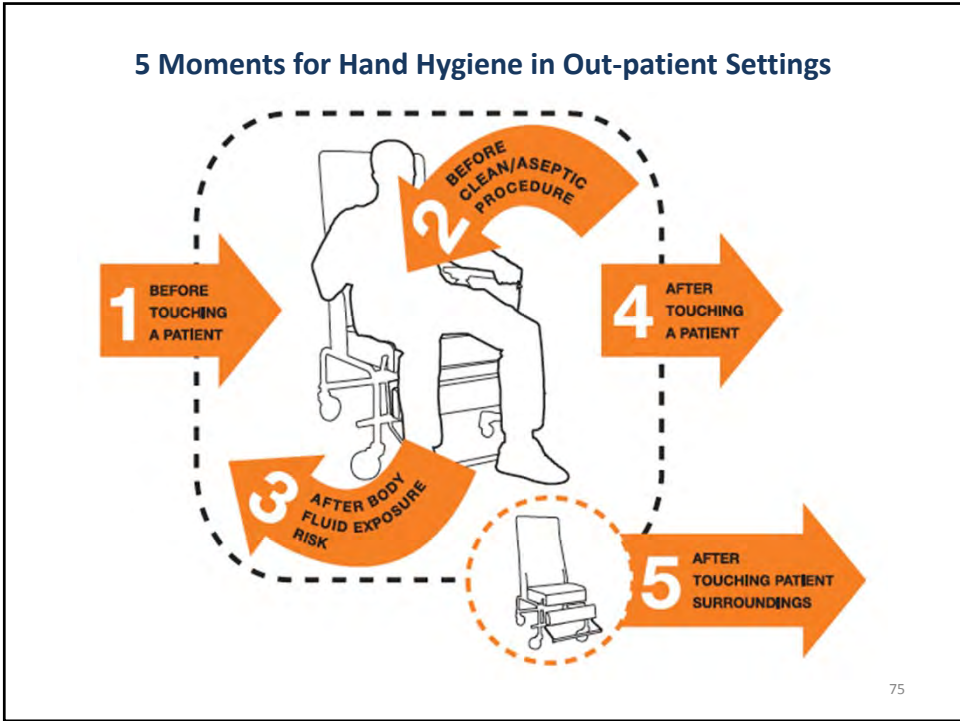 5 Moments for Hand Hygiene in Out-patient Settings
1
BEFORE
TOUCHING
A PATIENT
2
BEFORE
CLEAN/ASEPTIC
PROCEDURE
3
AFTER BODY
FLUID EXPOSURE
RISK
4
AFTER
TOUCHING
A PATIENT
5
AFTER
TOUCHING PATIENT
SURROUNDINGS
75